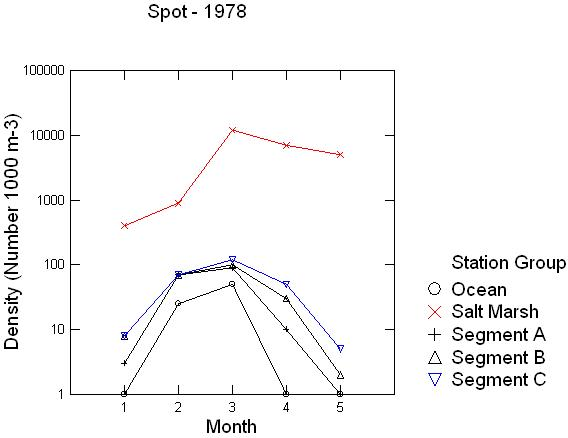 Spot - 1978
100000
10000
1000
100
10
1
Density (Number 1000 m-3)
1 2 3 4 5
Month
Station Group
Ocean
Salt Marsh
Segment A
Segment B
Segment C